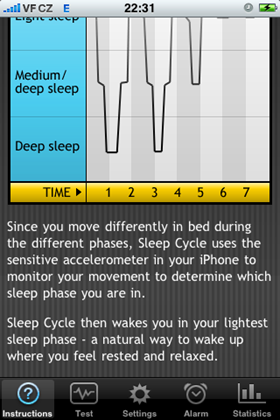 VF CZ E 22:31
Light sleep
Medium/
deep sleep
Deep sleep
TIME 1 2 3 4 5 6 7
Since you move differently in bed during
the different phases, Sleep Cycle uses the
sensitive accelerometer in your iPhone to
monitor your movement to determine which
sleep phase you are in.
Sleep Cycle then wakes you in your lightest
sleep phase - a natural way to wake up
where you feel rested and relaxed.
Instructions Test Settings Alarm Statistics